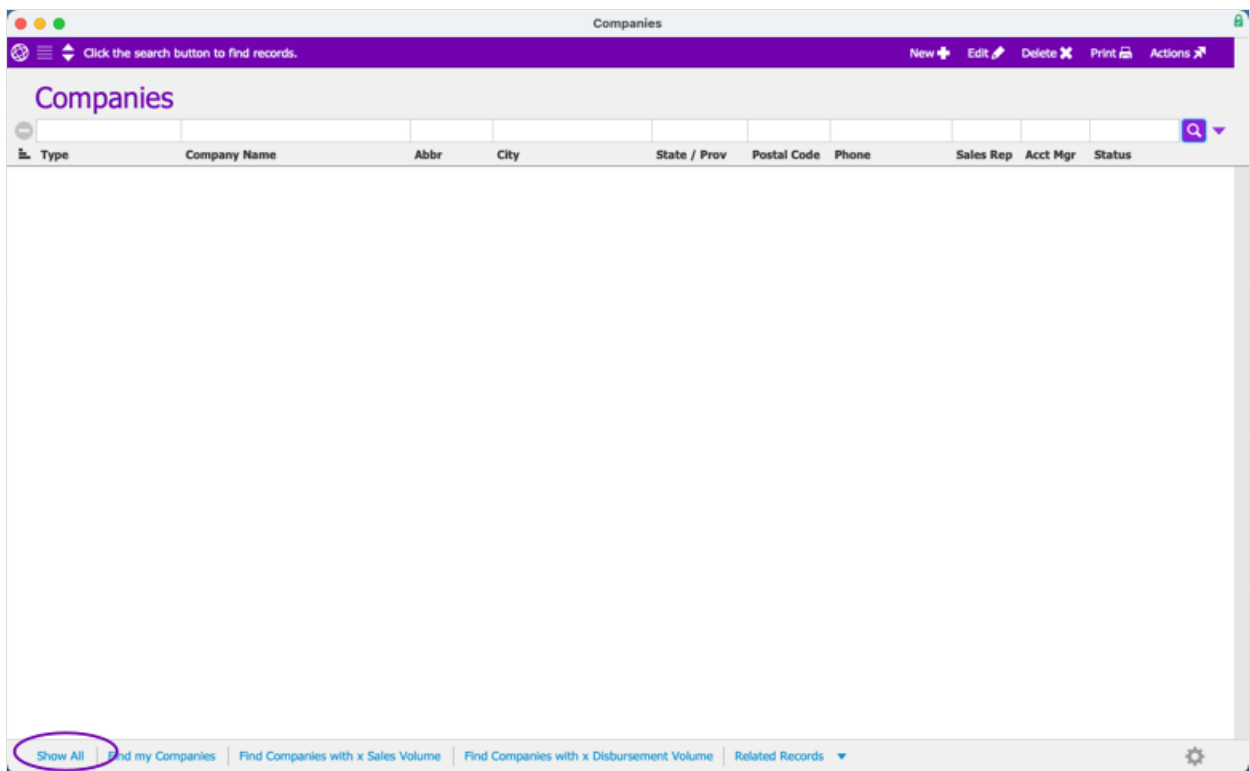 Companies
Click the search button to find records. New Edit Delete Print Actions
Companies
Type Company Name Abbr City State / Prov Postal Code Phone Sales Rep Acct Mgr Status
Show All Find my Companies Find Companies with x Sales Volume Find Companies with x Disbursement Volume Related Records